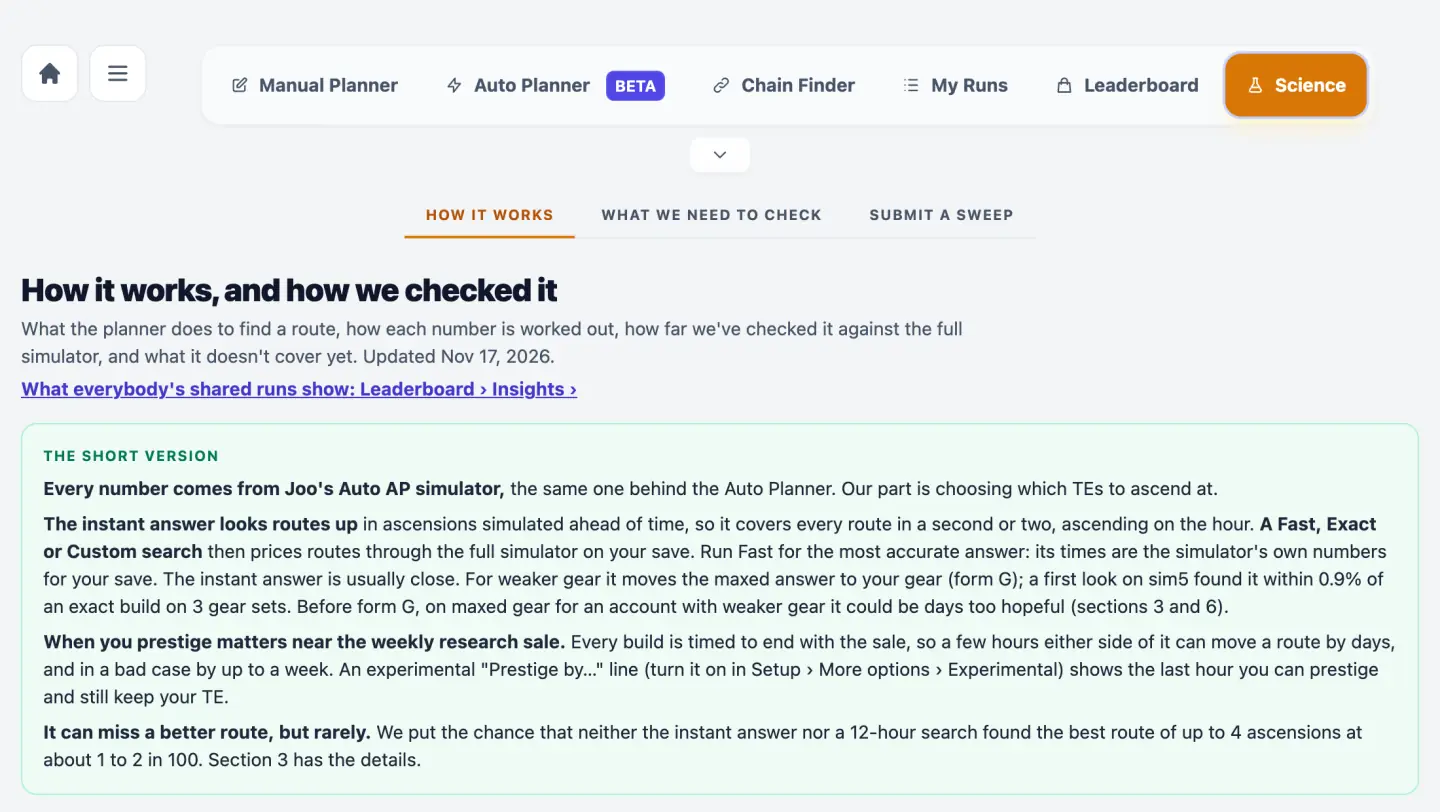 Manual Planner
Auto Planner BETA
Chain Finder
My Runs
Leaderboard
Science
HOW IT WORKS
WHAT WE NEED TO CHECK
SUBMIT A SWEEP
How it works, and how we checked it
What the planner does to find a route, how each number is worked out, how far we've checked it against the full
simulator, and what it doesn't cover yet. Updated Nov 17, 2026.
What everybody's shared runs show: Leaderboard › Insights ›
THE SHORT VERSION
Every number comes from Joo's Auto AP simulator, the same one behind the Auto Planner. Our part is choosing which TEs to ascend at.
The instant answer looks routes up in ascensions simulated ahead of time, so it covers every route in a second or two, ascending on the hour. A Fast, Exact
or Custom search then prices routes through the full simulator on your save. Run Fast for the most accurate answer: its times are the simulator's own numbers
for your save. The instant answer is usually close. For weaker gear it moves the maxed answer to your gear (form G); a first look on sim5 found it within 0.9% of
an exact build on 3 gear sets. Before form G, on maxed gear for an account with weaker gear it could be days too hopeful (sections 3 and 6).
When you prestige matters near the weekly research sale. Every build is timed to end with the sale, so a few hours either side of it can move a route by days,
and in a bad case by up to a week. An experimental "Prestige by..." line (turn it on in Setup › More options › Experimental) shows the last hour you can prestige
and still keep your TE.
It can miss a better route, but rarely. We put the chance that neither the instant answer nor a 12-hour search found the best route of up to 4 ascensions at
about 1 to 2 in 100. Section 3 has the details.